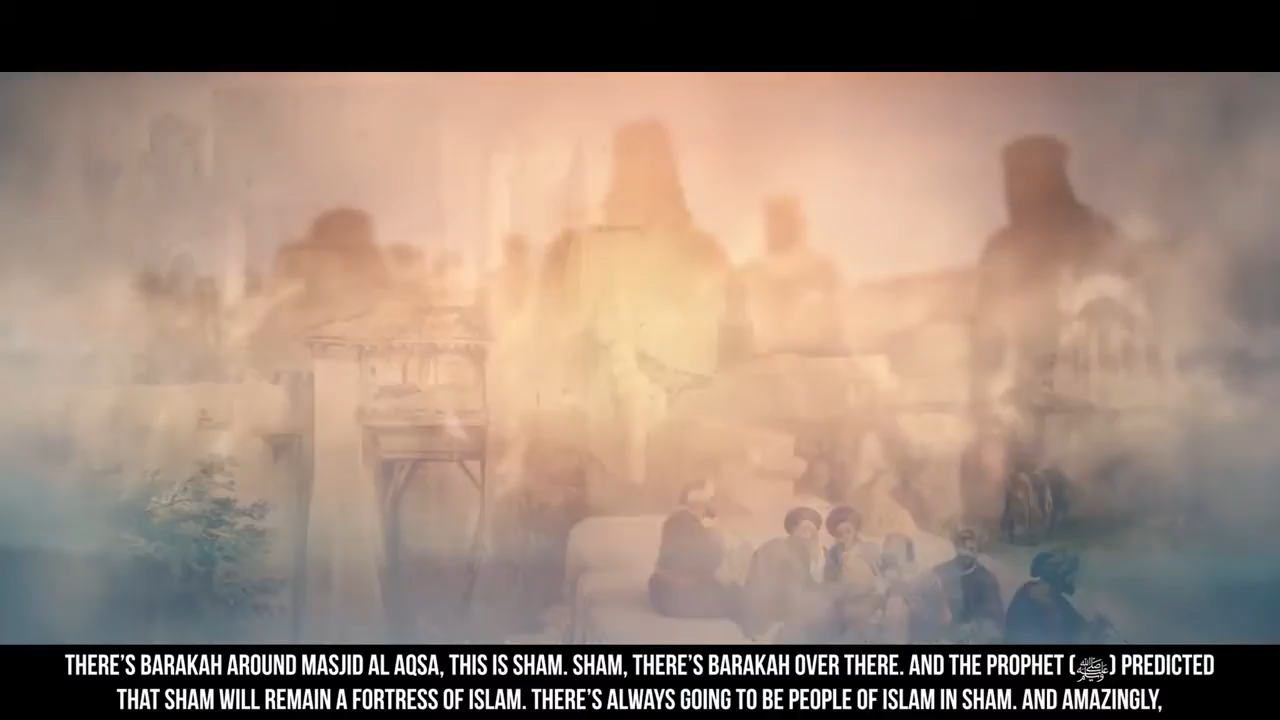 THERE'S BARAKAH AROUND MASJID AL AQSA, THIS IS SHAM. SHAM, THERE'S BARAKAH OVER THERE. AND THE PROPHET (ﷺ) PREDICTED
THAT SHAM WILL REMAIN A FORTRESS OF ISLAM. THERE'S ALWAYS GOING TO BE PEOPLE OF ISLAM IN SHAM. AND AMAZINGLY,